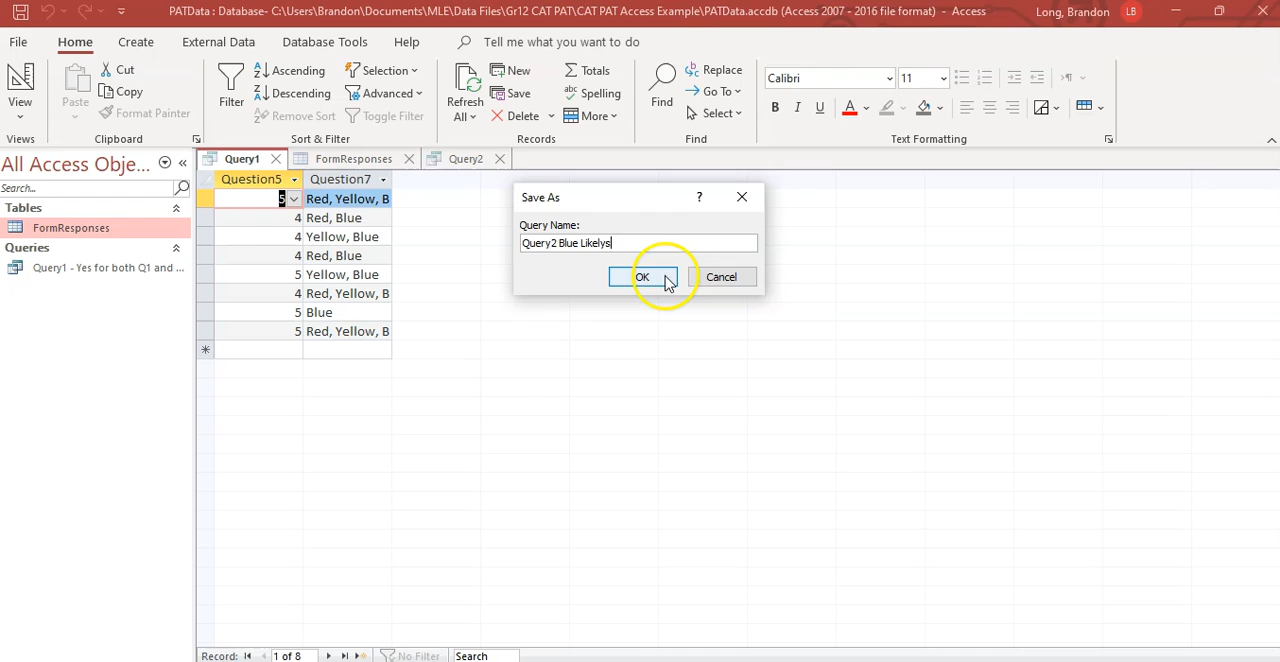 PATData : Database- C:\Users\Brandon\Documents\MLE\Data Files\Gr12 CAT PAT\CAT PAT Access Example\PATData.accdb (Access 2007 - 2016 file format) - Access
Long, Brandon LB
File Home Create External Data Database Tools Help Tell me what you want to do
View
Views
Paste
Cut
Copy
Format Painter
Clipboard
Filter
Ascending
Descending
Remove Sort
Selection
Advanced
Toggle Filter
Sort & Filter
Refresh
All
New
Save
Delete
Totals
Spelling
More
Records
Find
Replace
Go To
Select
Find
Calibri 11
B I U A
Text Formatting
All Access Obje...
Search...
Tables
FormResponses
Queries
Query1 - Yes for both Q1 and ...
Query1 FormResponses Query2
Question5 Question7
5 Red, Yellow, B
4 Red, Blue
4 Yellow, Blue
4 Red, Blue
5 Yellow, Blue
4 Red, Yellow, B
5 Blue
5 Red, Yellow, B
Save As ?
Query Name:
Query2 Blue Likelys
OK Cancel
Record: 1 of 8 No Filter Search